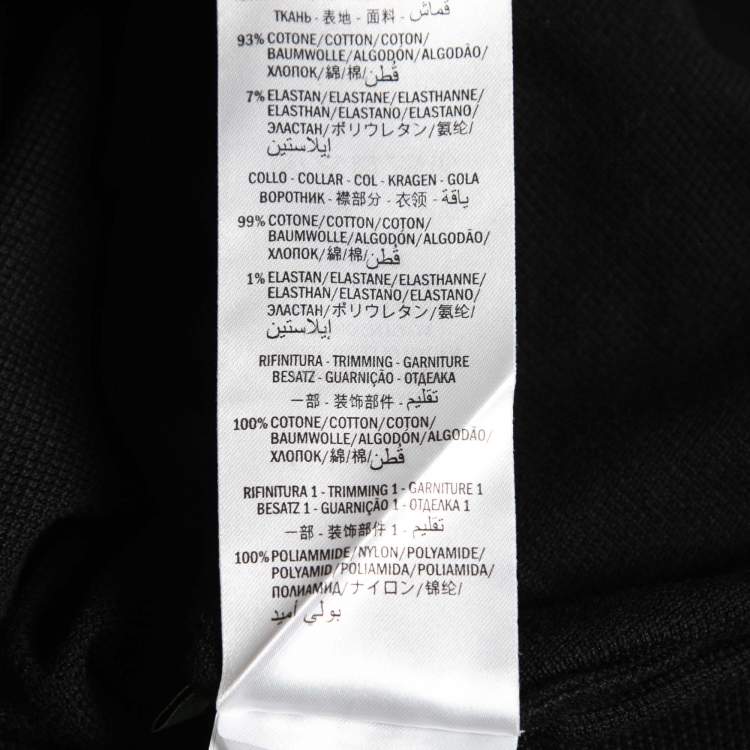 ТКАНЬ - 表地 - 面料 - قماش
93% COTONE/COTTON/COTON/
BAUMWOLLE/ALGODÓN/ALGODÃO/
ХЛОПОК/綿/棉/قُطن
7% ELASTAN/ELASTANE/ELASTHANNE/
ELASTHAN/ELASTANO/ELASTANO/
ЭЛАСТАН/ポリウレタン/氨纶/
إيلاستين
COLLO - COLLAR - COL - KRAGEN - GOLA
ВОРОТНИК - 襟部分 - 衣领 - ياقة
99% COTONE/COTTON/COTON/
BAUMWOLLE/ALGODÓN/ALGODÃO/
ХЛОПОК/綿/棉/قُطن
1% ELASTAN/ELASTANE/ELASTHANNE/
ELASTHAN/ELASTANO/ELASTANO/
ЭЛАСТАН/ポリウレタン/氨纶/
إيلاستين
RIFINITURA - TRIMMING - GARNITURE
BESATZ - GUARNIÇÃO - ОТДЕЛКА
一部 - 装饰部件 - تقليم
100% COTONE/COTTON/COTON/
BAUMWOLLE/ALGODÓN/ALGODÃO/
ХЛОПОК/綿/棉/قُطن
RIFINITURA 1 - TRIMMING 1 - GARNITURE 1
BESATZ 1 - GUARNIÇÃO 1 - ОТДЕЛКА 1
一部 - 装饰部件 1 - تقليم
100% POLIAMMIDE/NYLON/POLYAMIDE/
POLYAMID/POLIAMIDA/POLIAMIDA/
ПОЛИАМИД/ナイロン/锦纶/
بولي أميد